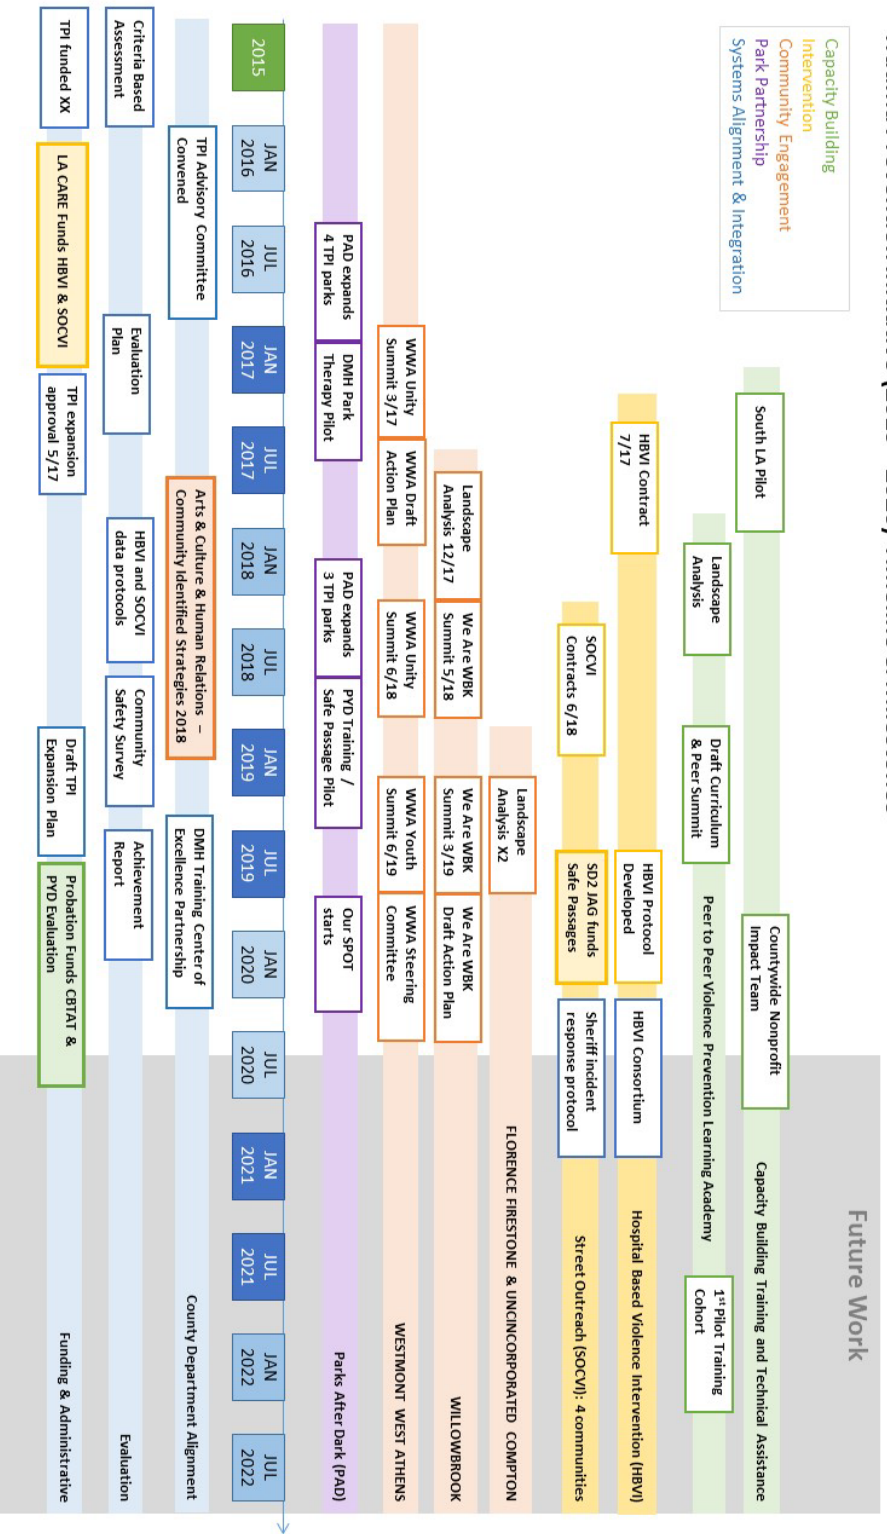 Future Work
Capacity Building
Intervention
Community Engagement
Park Partnership
Systems Alignment & Integration
South LA Pilot
Countywide Nonprofit
Impact Team
Capacity Building Training and Technical Assistance
Landscape
Analysis
Draft Curriculum
& Peer Summit
Peer to Peer Violence Prevention Learning Academy
1st Pilot Training
Cohort
HBVI Contract
7/17
HBVI Protocol
Developed
HBVI Consortium
Hospital Based Violence Intervention (HBVI)
SOCVI
Contracts 6/18
SD2 JAG funds
Safe Passages
Sheriff incident
response protocol
Street Outreach (SOCVI): 4 communities
Landscape
Analysis X2
FLORENCE FIRESTONE & UNCINCORPORATED COMPTON
Landscape
Analysis 12/17
We Are WBK
Summit 5/18
We Are WBK
Summit 3/19
We Are WBK
Draft Action Plan
WILLOWBROOK
WWA Unity
Summit 3/17
WWA Draft
Action Plan
WWA Unity
Summit 6/18
WWA Youth
Summit 6/19
WWA Steering
Committee
WESTMONT WEST ATHENS
PAD expands
4 TPI parks
DMH Park
Therapy Pilot
PAD expands
3 TPI parks
PYD Training /
Safe Passage Pilot
Our SPOT
starts
Parks After Dark (PAD)
2015
JAN
2016
JUL
2016
JAN
2017
JUL
2017
JAN
2018
JUL
2018
JAN
2019
JUL
2019
JAN
2020
JUL
2020
JAN
2021
JUL
2021
JAN
2022
JUL
2022
TPI Advisory Committee
Convened
Arts & Culture & Human Relations –
Community Identified Strategies 2018
DMH Training Center of
Excellence Partnership
County Department Alignment
Criteria Based
Assessment
Evaluation
Plan
HBVI and SOCVI
data protocols
Community
Safety Survey
Achievement
Report
Evaluation
TPI funded XX
LA CARE Funds HBVI & SOCVI
TPI expansion
approval 5/17
Draft TPI
Expansion Plan
Probation Funds CBTAT &
PYD Evaluation
Funding & Administrative